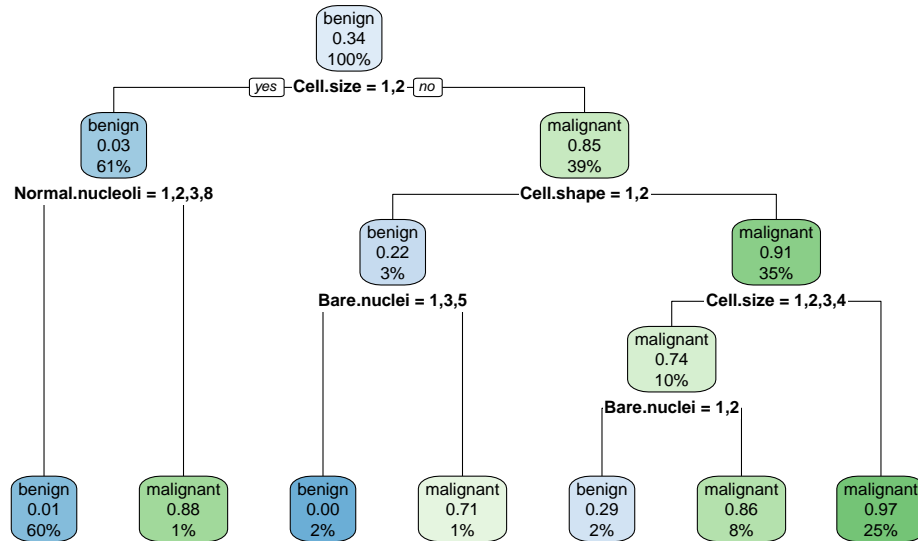 benign
0.34
100%
yes Cell.size = 1,2 no
benign
0.03
61%
malignant
0.85
39%
Normal.nucleoli = 1,2,3,8
Cell.shape = 1,2
benign
0.22
3%
malignant
0.91
35%
Bare.nuclei = 1,3,5
Cell.size = 1,2,3,4
malignant
0.74
10%
Bare.nuclei = 1,2
benign
0.01
60%
malignant
0.88
1%
benign
0.00
2%
malignant
0.71
1%
benign
0.29
2%
malignant
0.86
8%
malignant
0.97
25%